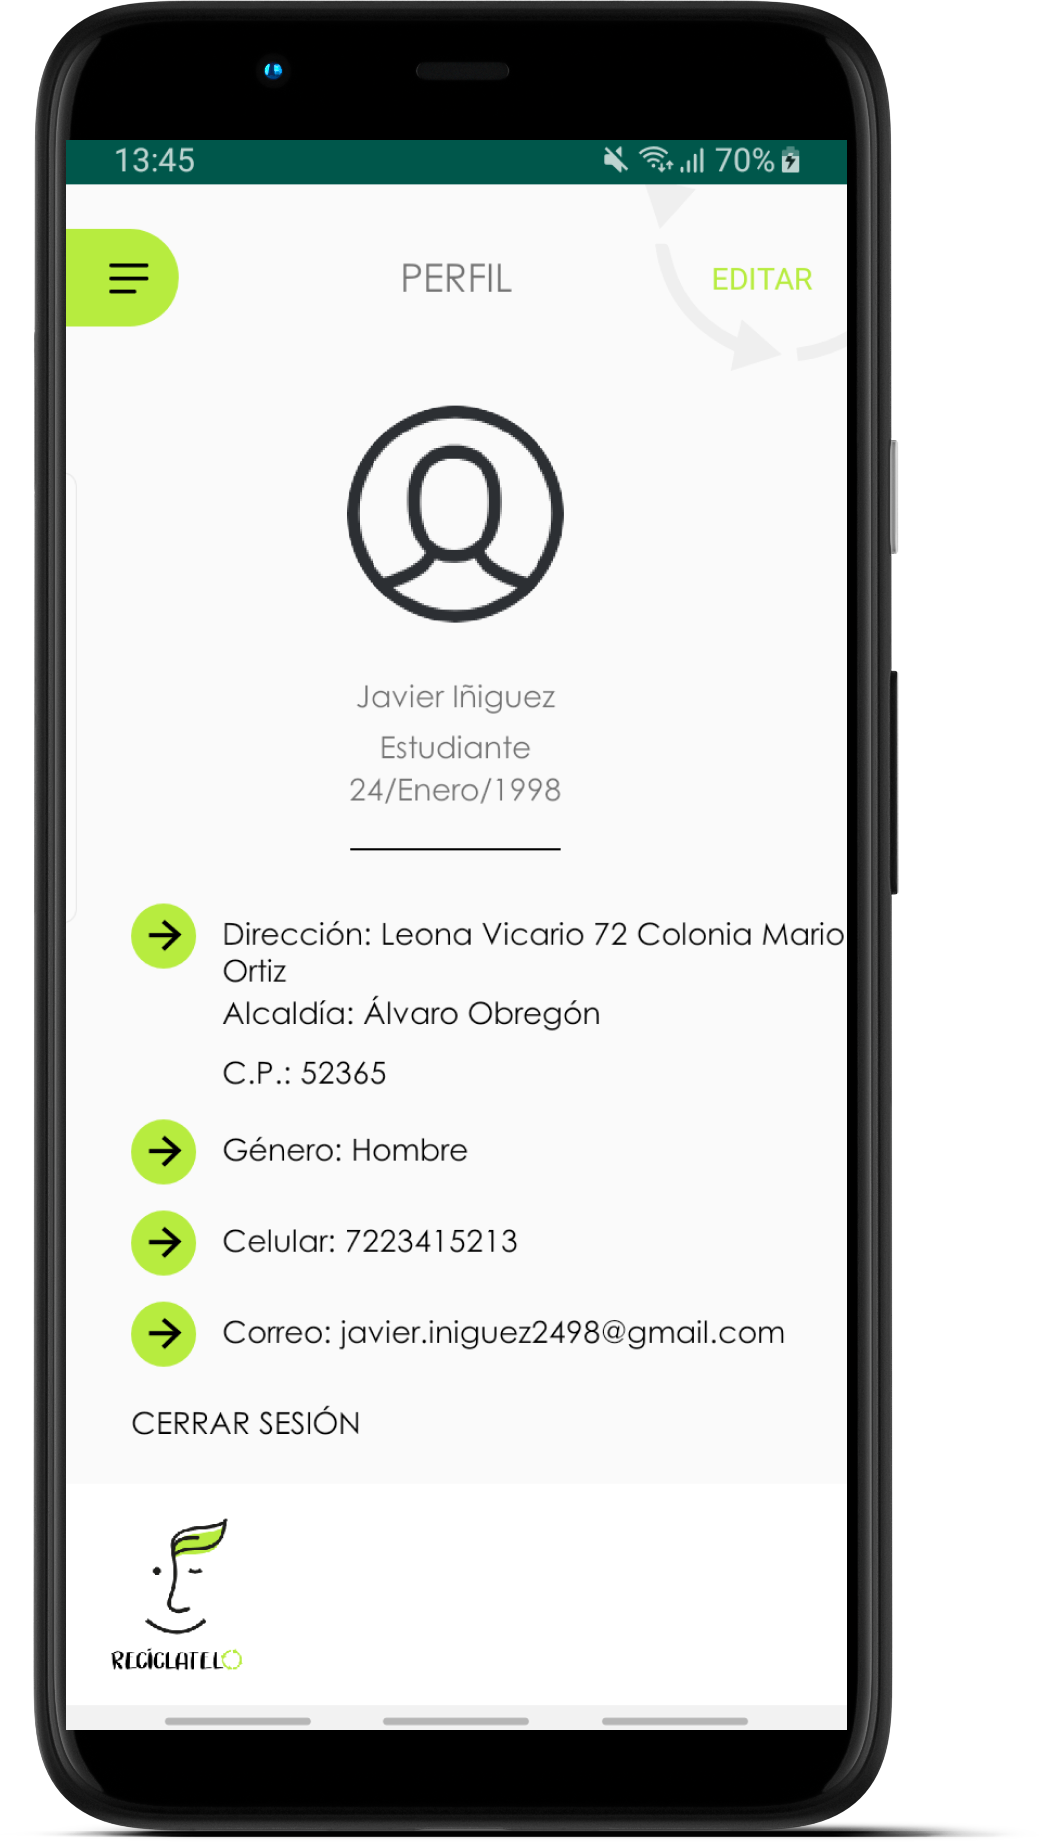 13:45 70%
PERFIL
EDITAR
Javier Iñiguez
Estudiante
24/Enero/1998
Dirección: Leona Vicario 72 Colonia Mario
Ortiz
Alcaldía: Álvaro Obregón
C.P.: 52365
Género: Hombre
Celular: 7223415213
Correo: javier.iniguez2498@gmail.com
CERRAR SESIÓN
RECÍCLATELO